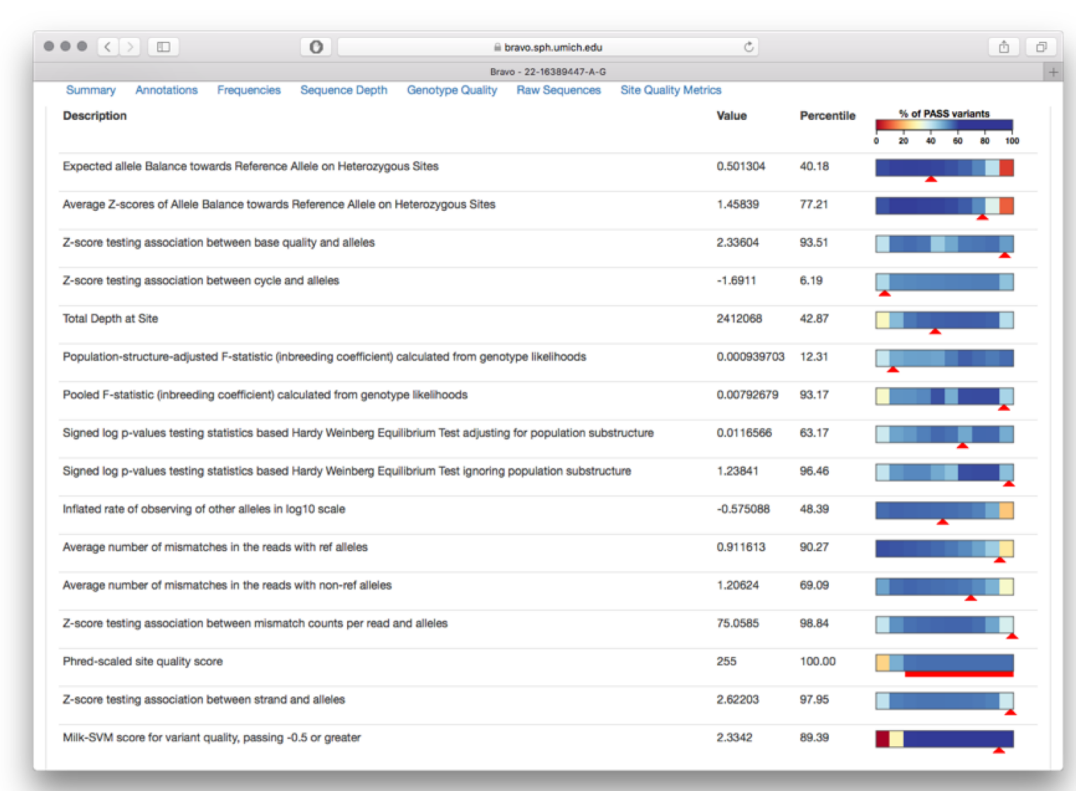 bravo.sph.umich.edu
Bravo - 22-16389447-A-G
Summary Annotations Frequencies Sequence Depth Genotype Quality Raw Sequences Site Quality Metrics
Description Value Percentile % of PASS variants
0 20 40 60 80 100
Expected allele Balance towards Reference Allele on Heterozygous Sites 0.501304 40.18
Average Z-scores of Allele Balance towards Reference Allele on Heterozygous Sites 1.45839 77.21
Z-score testing association between base quality and alleles 2.33604 93.51
Z-score testing association between cycle and alleles -1.6911 6.19
Total Depth at Site 2412068 42.87
Population-structure-adjusted F-statistic (inbreeding coefficient) calculated from genotype likelihoods 0.000939703 12.31
Pooled F-statistic (inbreeding coefficient) calculated from genotype likelihoods 0.00792679 93.17
Signed log p-values testing statistics based Hardy Weinberg Equilibrium Test adjusting for population substructure 0.0116566 63.17
Signed log p-values testing statistics based Hardy Weinberg Equilibrium Test ignoring population substructure 1.23841 96.46
Inflated rate of observing of other alleles in log10 scale -0.575088 48.39
Average number of mismatches in the reads with ref alleles 0.911613 90.27
Average number of mismatches in the reads with non-ref alleles 1.20624 69.09
Z-score testing association between mismatch counts per read and alleles 75.0585 98.84
Phred-scaled site quality score 255 100.00
Z-score testing association between strand and alleles 2.62203 97.95
Milk-SVM score for variant quality, passing -0.5 or greater 2.3342 89.39